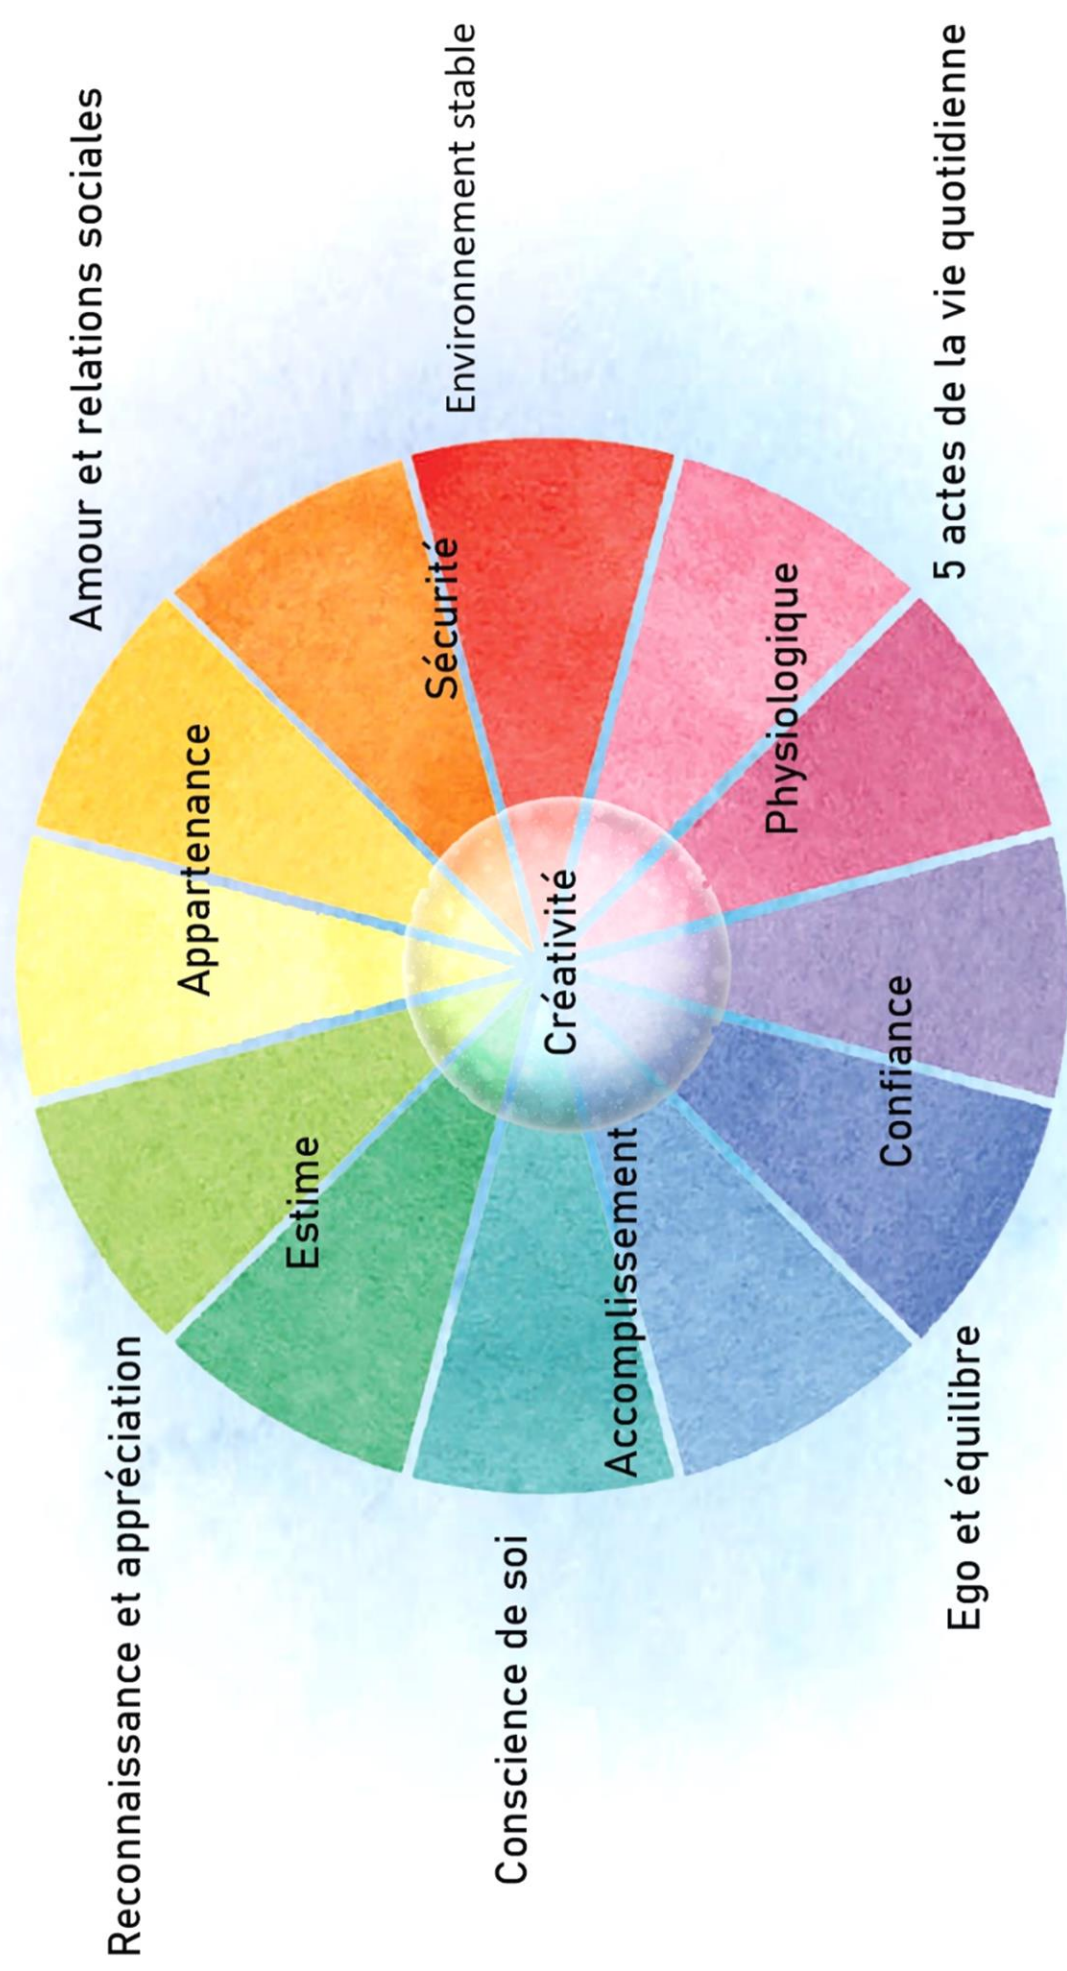 Reconnaissance et appréciation
Amour et relations sociales
Appartenance
Estime
Sécurité
Environnement stable
Conscience de soi
Créativité
Accomplissement
Physiologique
Confiance
Ego et équilibre
5 actes de la vie quotidienne